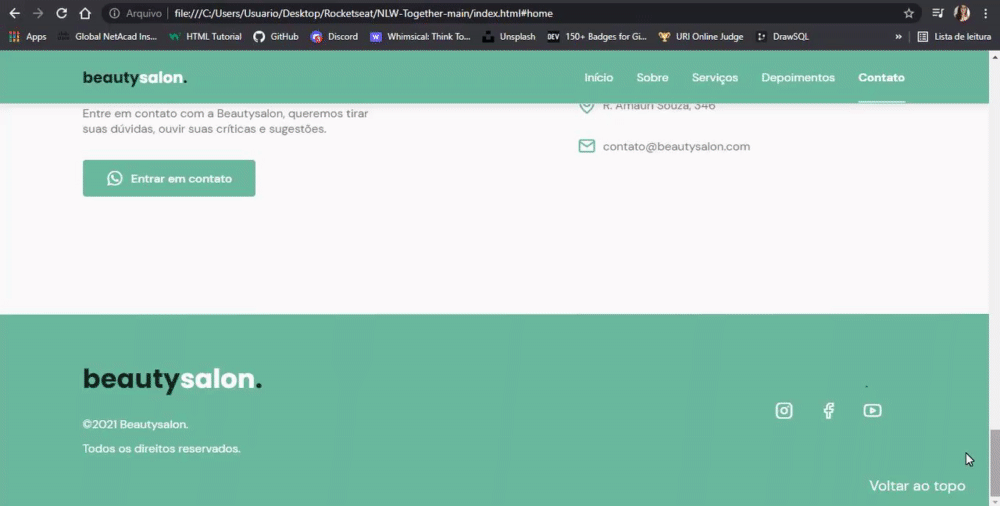 Arquivo file:///C:/Users/Usuario/Desktop/Rocketseat/NLW-Together-main/index.html#home
Apps Global NetAcad Ins... HTML Tutorial GitHub Discord Whimsical: Think To... Unsplash DEV 150+ Badges for Gi... URI Online Judge DrawSQL » Lista de leitura
beautysalon. Início Sobre Serviços Depoimentos Contato
Entre em contato com a Beautysalon, queremos tirar
suas dúvidas, ouvir suas críticas e sugestões.
R. Amauri Souza, 346
contato@beautysalon.com
Entrar em contato
beautysalon.
©2021 Beautysalon.
Todos os direitos reservados.
Voltar ao topo